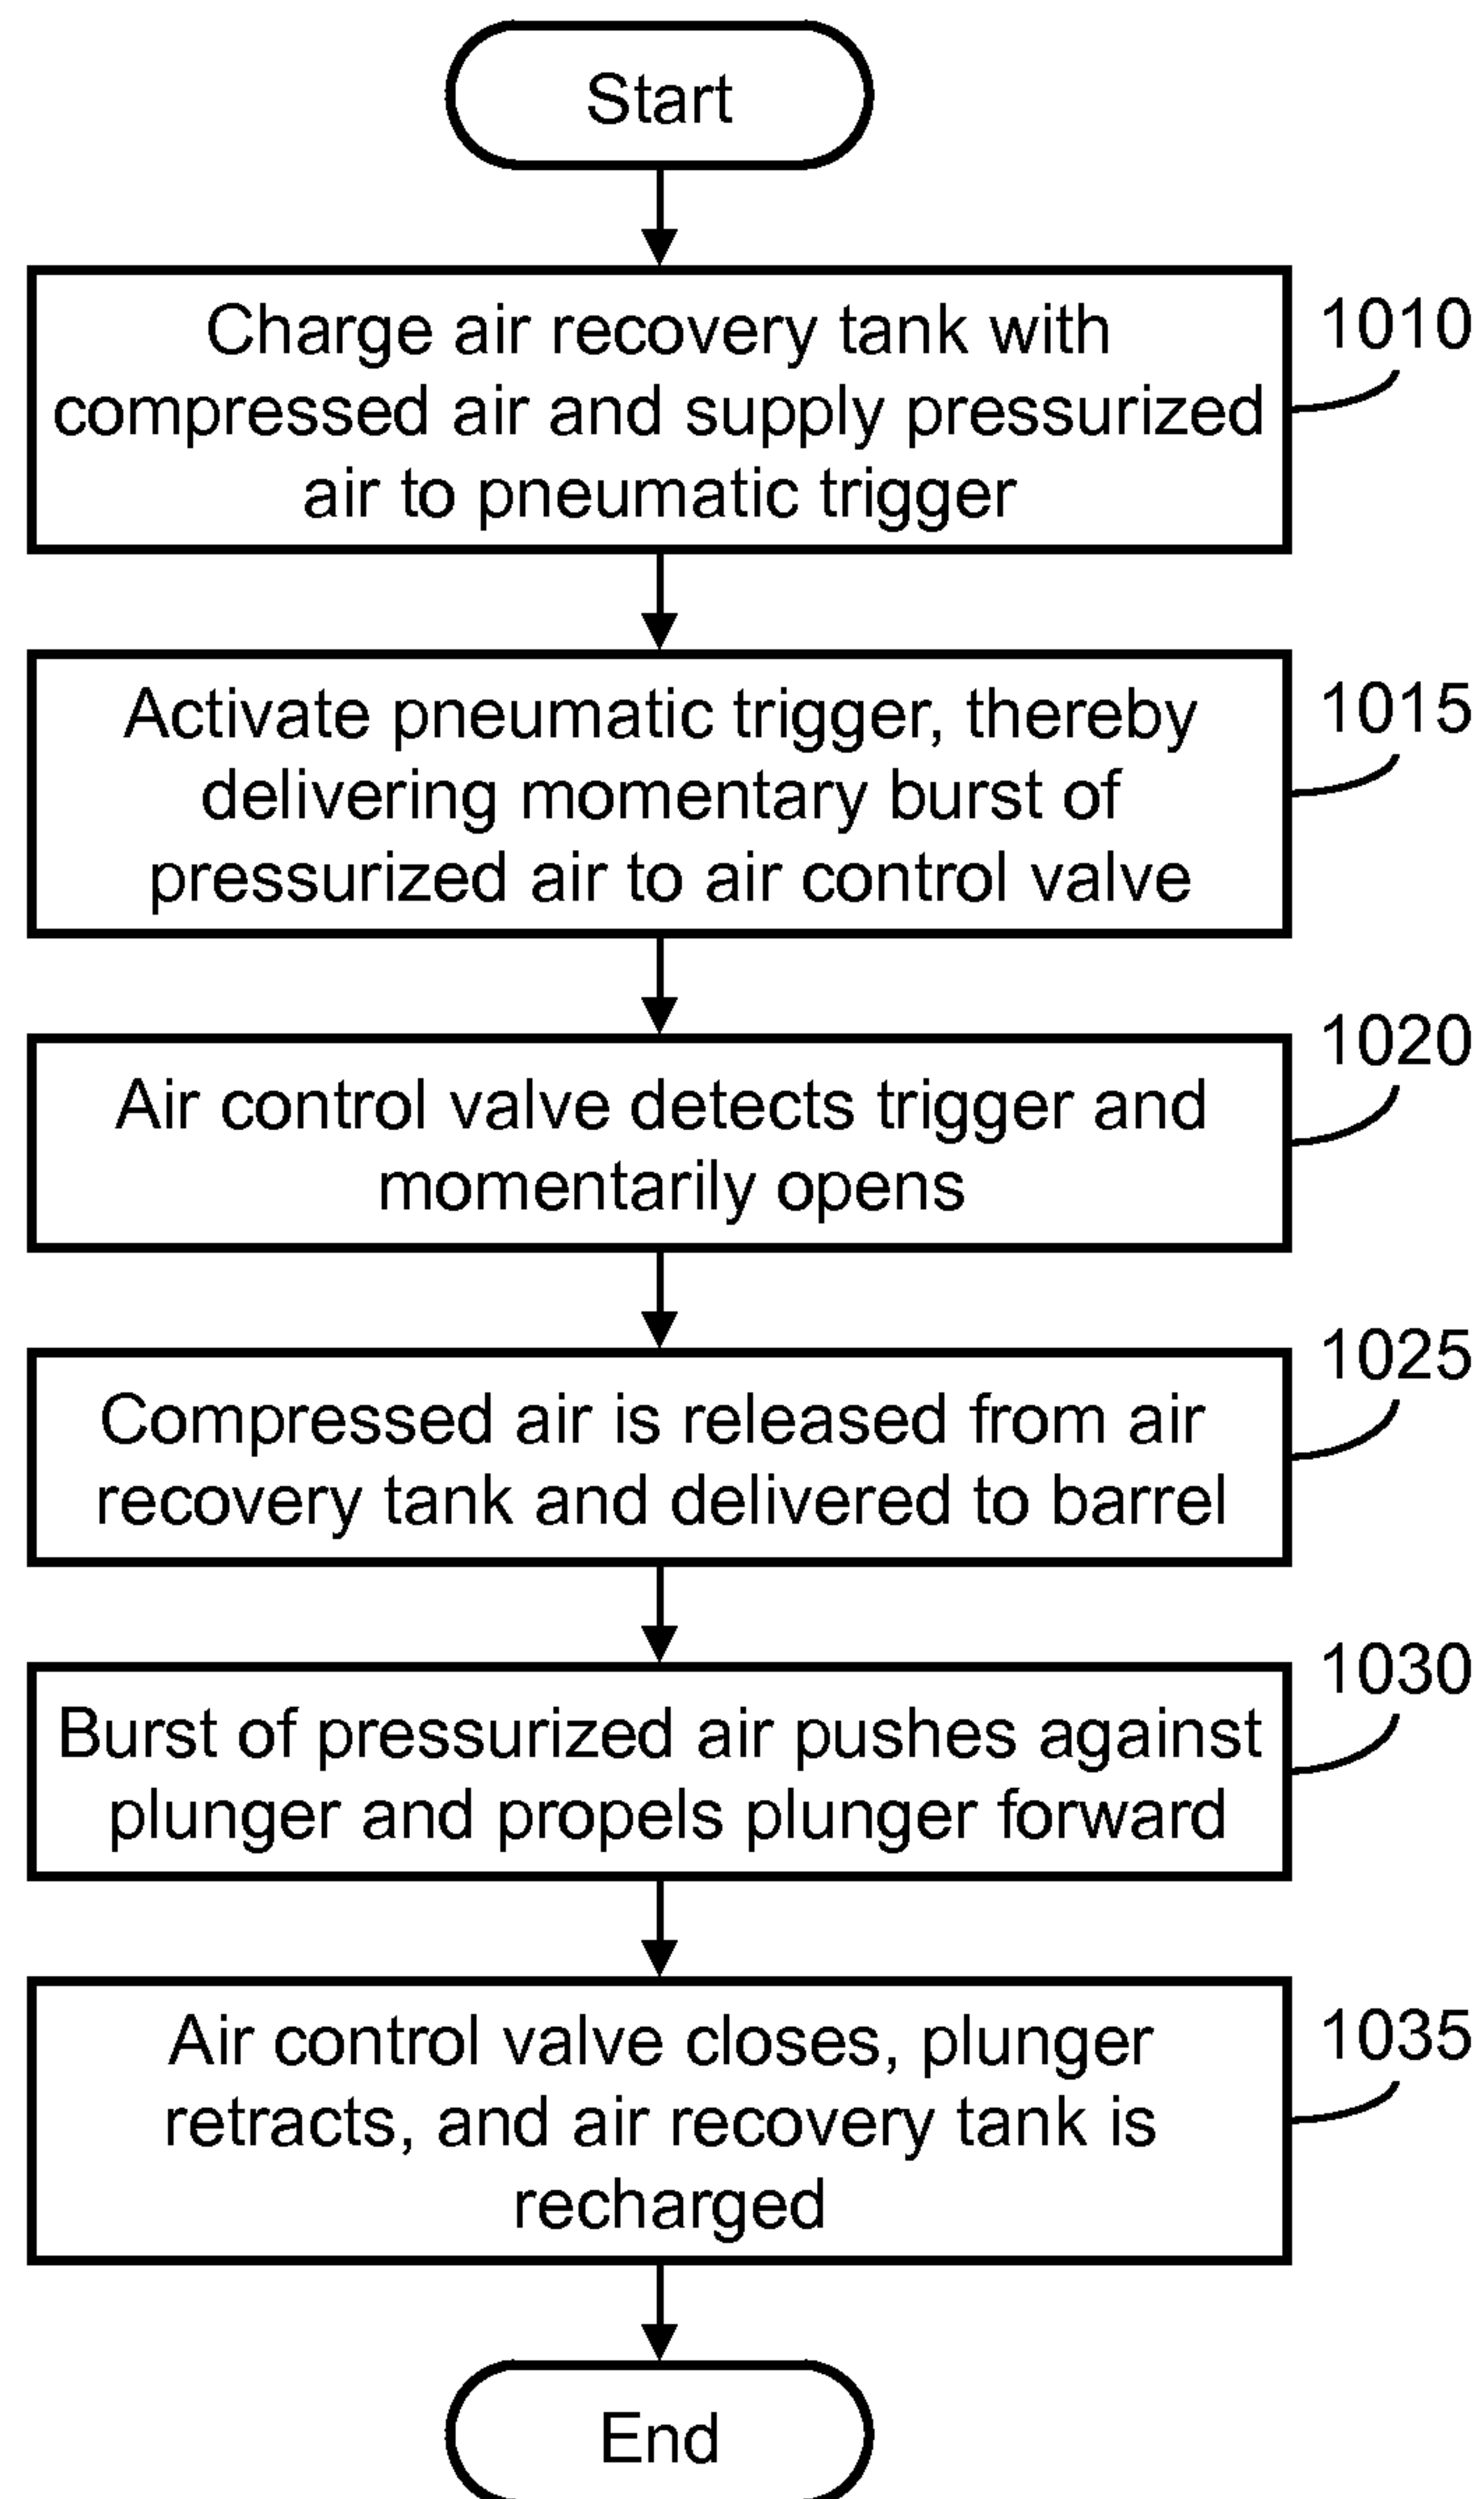 Start
Charge air recovery tank with
compressed air and supply pressurized
air to pneumatic trigger
1010
Activate pneumatic trigger, thereby
delivering momentary burst of
pressurized air to air control valve
1015
Air control valve detects trigger and
momentarily opens
1020
Compressed air is released from air
recovery tank and delivered to barrel
1025
Burst of pressurized air pushes against
plunger and propels plunger forward
1030
Air control valve closes, plunger
retracts, and air recovery tank is
recharged
1035
End